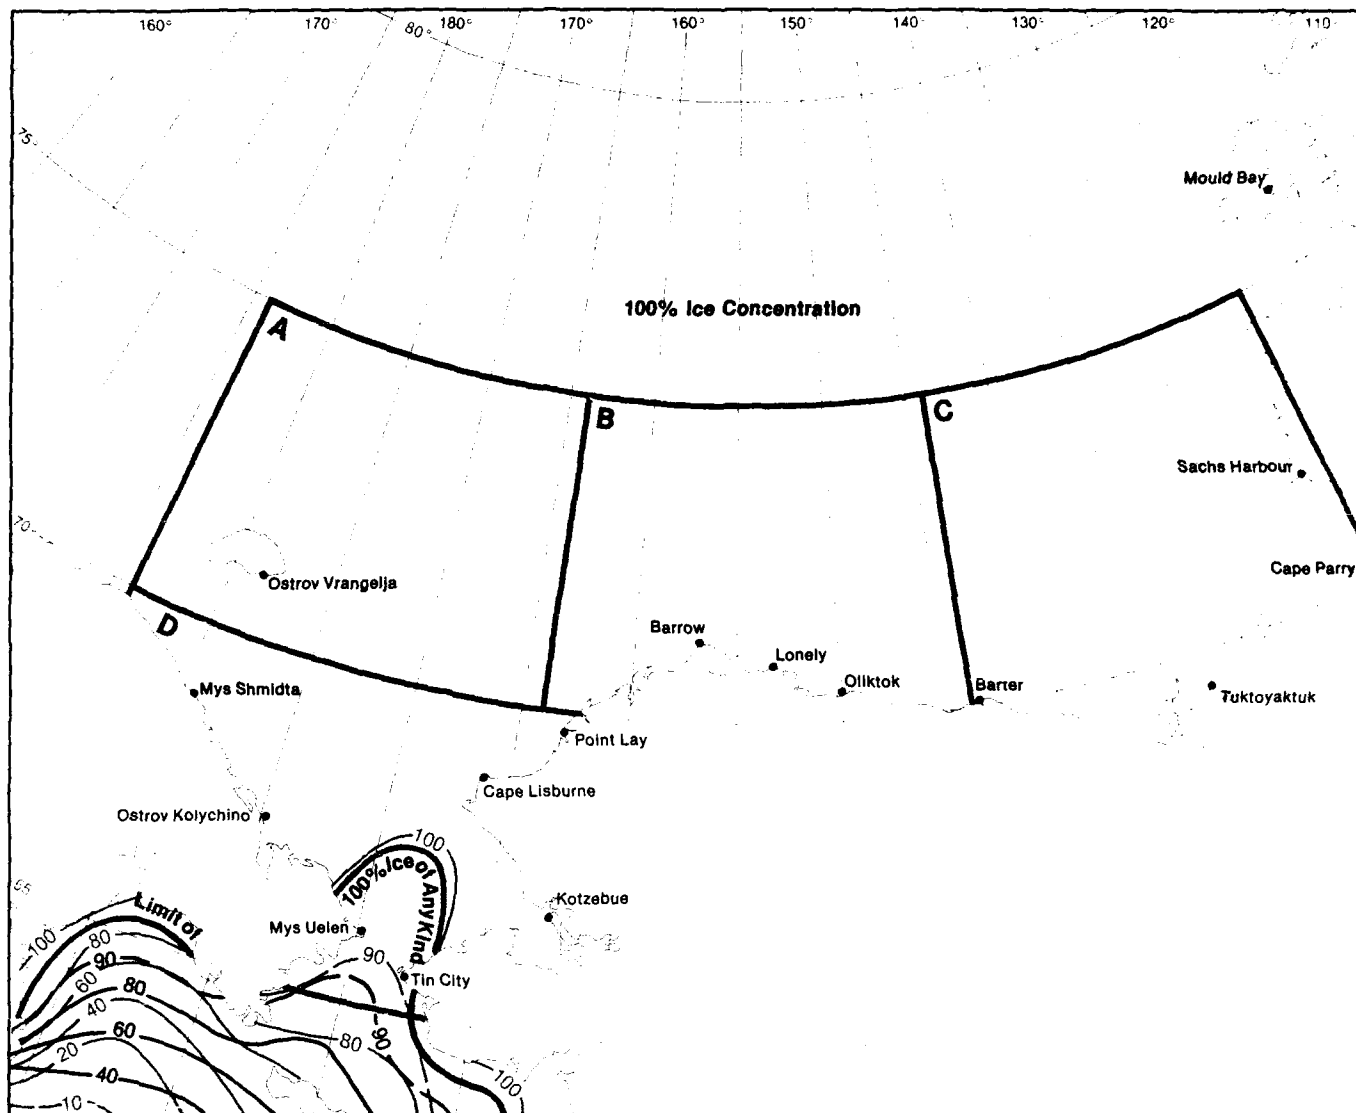 160° 170° 180° 170° 160° 150° 140° 130° 120° 110°
80°
75°
Mould Bay
100% Ice Concentration
A
B
C
Sachs Harbour
70°
Cape Parry
Ostrov Vrangelja
D
Barrow
Lonely
Mys Shmidta
Oliktok
Barter
Tuktoyaktuk
Point Lay
Cape Lisburne
Ostrov Kolychino
100
100% Ice of Any Kind
65
Kotzebue
Limit of
Mys Uelen
100
80
90
90
60
Tin City
80
40
60
80
90
20
40
100
10